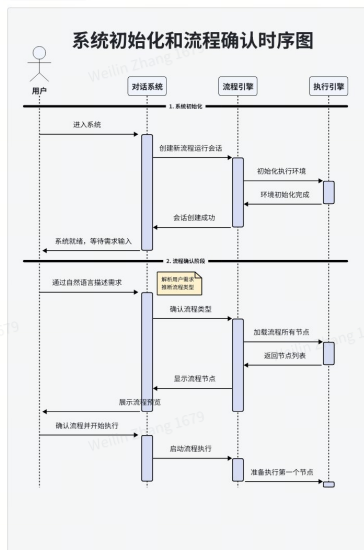 系统初始化和流程确认时序图
用户
对话系统
流程引擎
执行引擎
1. 系统初始化
进入系统
创建新流程运行会话
初始化执行环境
环境初始化完成
会话创建成功
系统就绪，等待需求输入
2. 流程确认阶段
通过自然语言描述需求
解析用户需求
推断流程类型
确认流程类型
加载流程所有节点
返回节点列表
显示流程节点
展示流程预览
确认流程并开始执行
启动流程执行
准备执行第一个节点
Weilin Zhang 1679
Weilin Zhang 1679